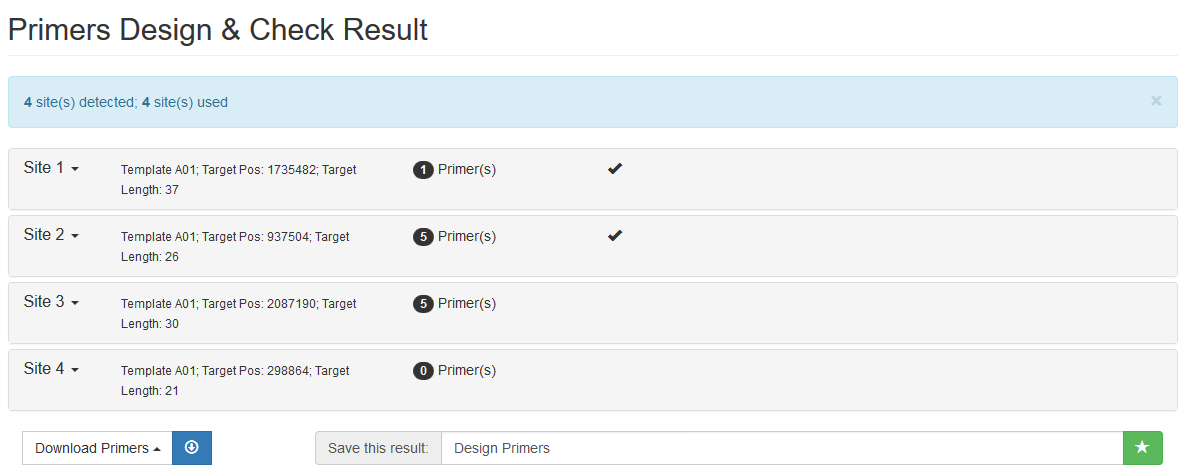 Primers Design & Check Result
4 site(s) detected; 4 site(s) used
×
Site 1 Template A01; Target Pos: 1735482; Target 1 Primer(s)
Length: 37
Site 2 Template A01; Target Pos: 937504; Target 5 Primer(s)
Length: 26
Site 3 Template A01; Target Pos: 2087190; Target 5 Primer(s)
Length: 30
Site 4 Template A01; Target Pos: 298864; Target 0 Primer(s)
Length: 21
Download Primers Save this result: Design Primers